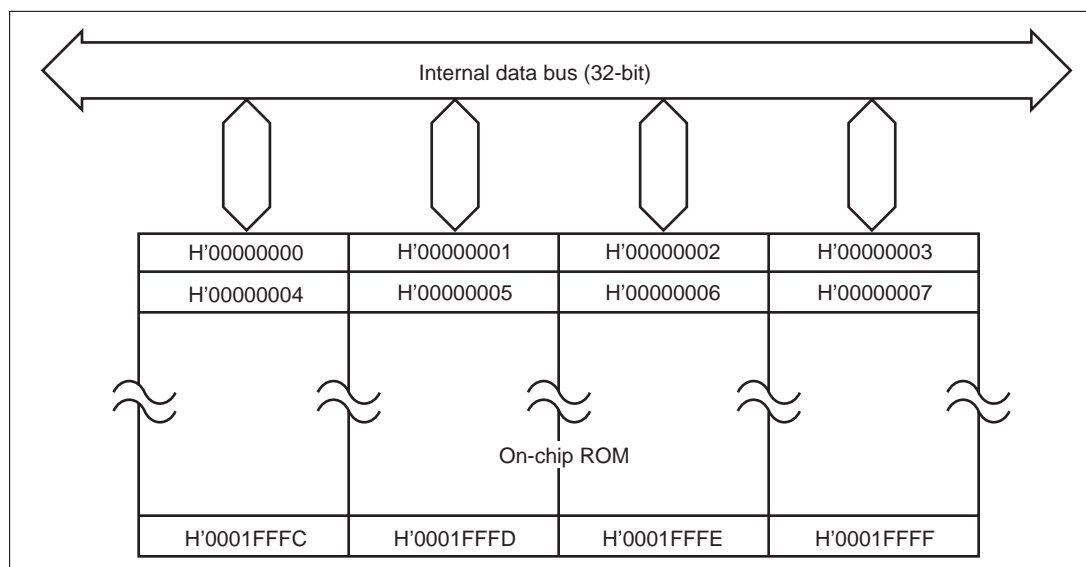 Internal data bus (32-bit)
H'00000000 H'00000001 H'00000002 H'00000003
H'00000004 H'00000005 H'00000006 H'00000007
On-chip ROM
H'0001FFFC H'0001FFFD H'0001FFFE H'0001FFFF